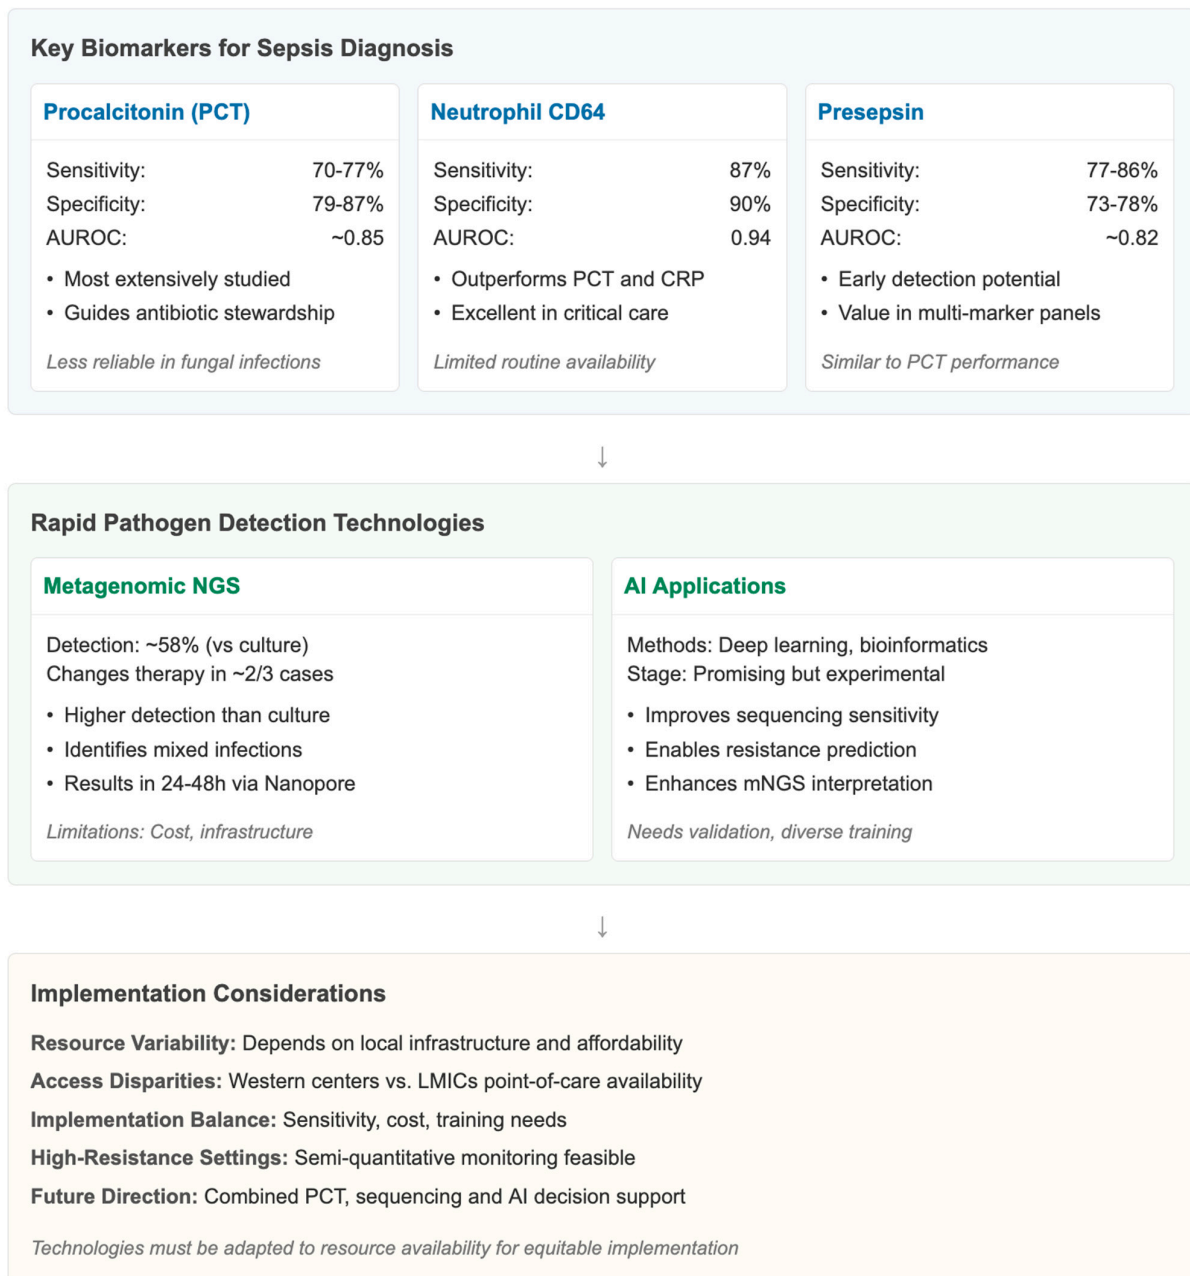 Key Biomarkers for Sepsis Diagnosis
Procalcitonin (PCT)
Sensitivity: 70-77%
Specificity: 79-87%
AUROC: ~0.85
• Most extensively studied
• Guides antibiotic stewardship
Less reliable in fungal infections
Neutrophil CD64
Sensitivity: 87%
Specificity: 90%
AUROC: 0.94
• Outperforms PCT and CRP
• Excellent in critical care
Limited routine availability
Presepsin
Sensitivity: 77-86%
Specificity: 73-78%
AUROC: ~0.82
• Early detection potential
• Value in multi-marker panels
Similar to PCT performance
↓
Rapid Pathogen Detection Technologies
Metagenomic NGS
Detection: ~58% (vs culture)
Changes therapy in ~2/3 cases
• Higher detection than culture
• Identifies mixed infections
• Results in 24-48h via Nanopore
Limitations: Cost, infrastructure
AI Applications
Methods: Deep learning, bioinformatics
Stage: Promising but experimental
• Improves sequencing sensitivity
• Enables resistance prediction
• Enhances mNGS interpretation
Needs validation, diverse training
↓
Implementation Considerations
Resource Variability: Depends on local infrastructure and affordability
Access Disparities: Western centers vs. LMICs point-of-care availability
Implementation Balance: Sensitivity, cost, training needs
High-Resistance Settings: Semi-quantitative monitoring feasible
Future Direction: Combined PCT, sequencing and AI decision support
Technologies must be adapted to resource availability for equitable implementation